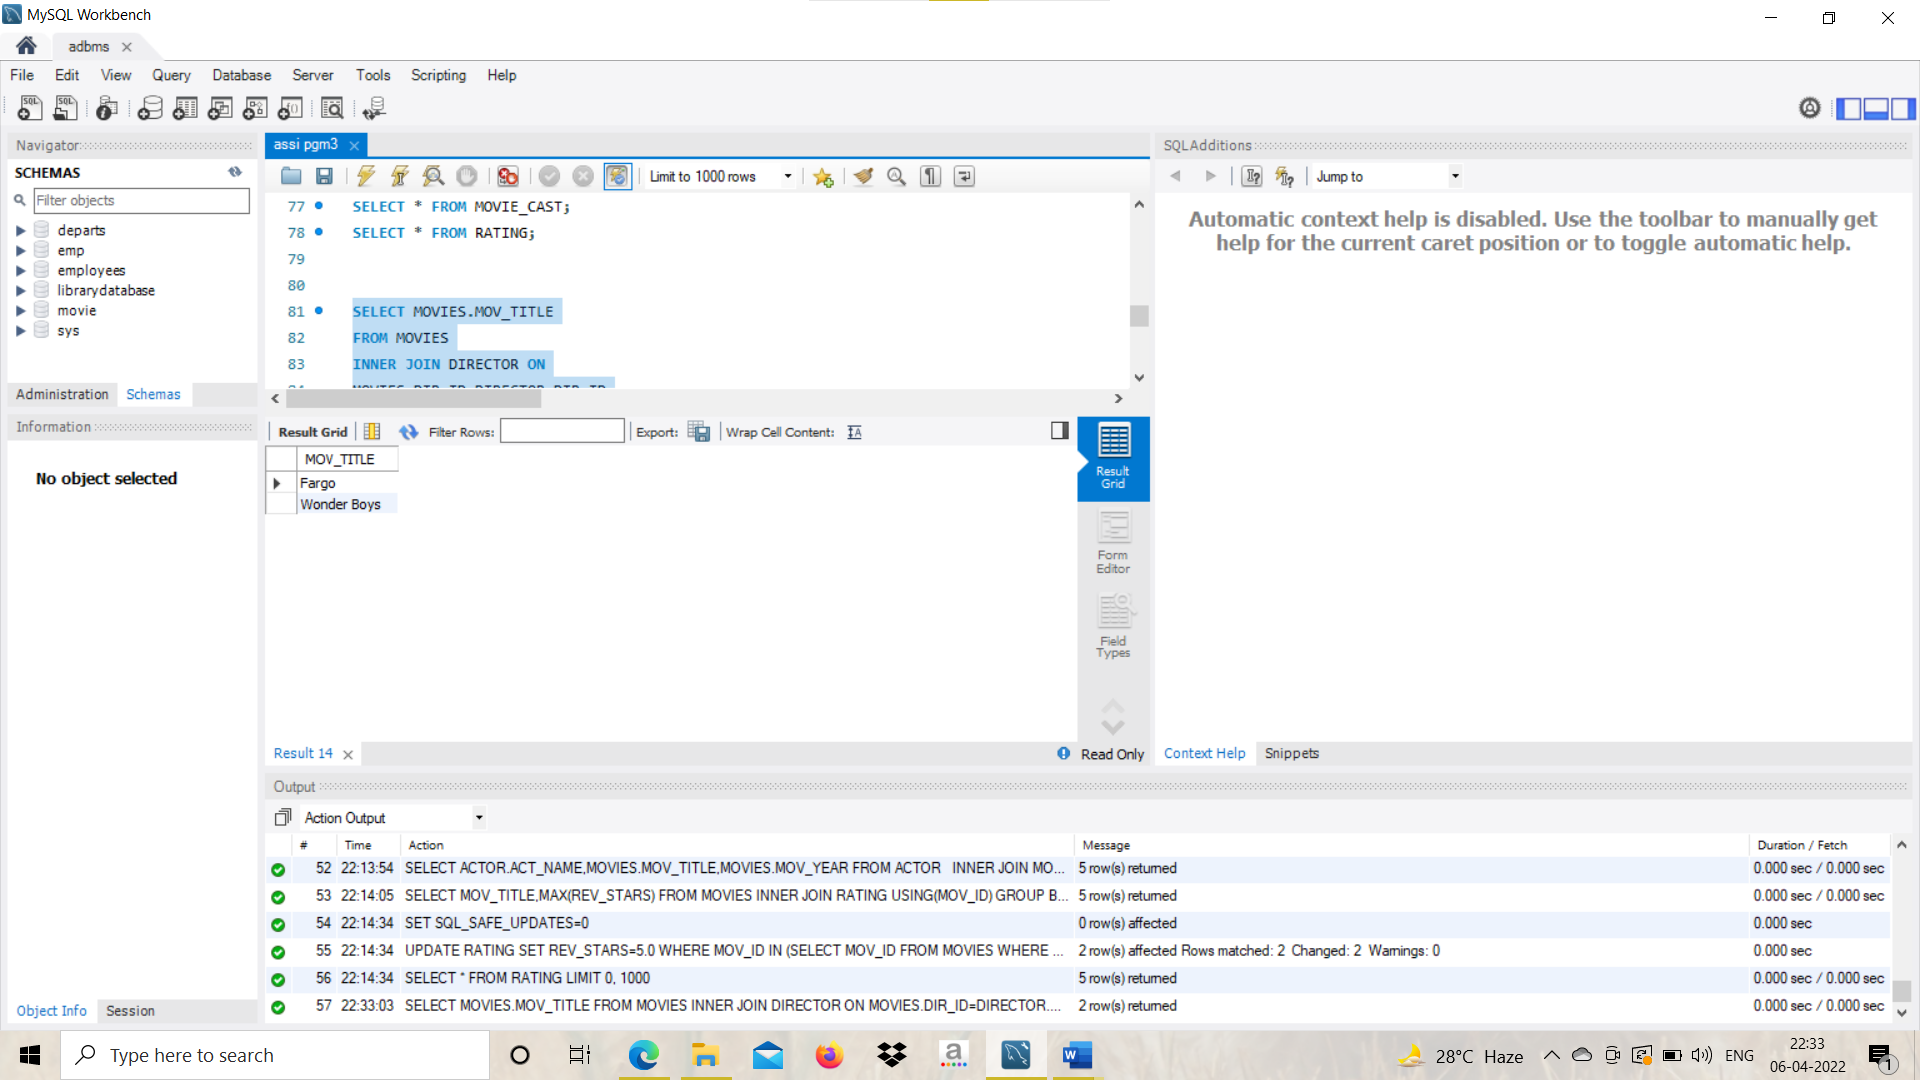 MySQL Workbench
adbms
File Edit View Query Database Server Tools Scripting Help
Navigator
SCHEMAS
Filter objects
departs
emp
employees
librarydatabase
movie
sys
Administration Schemas
Information
No object selected
Object Info Session
assi pgm3
Limit to 1000 rows
77 SELECT * FROM MOVIE_CAST;
78 SELECT * FROM RATING;
79
80
81 SELECT MOVIES.MOV_TITLE
82 FROM MOVIES
83 INNER JOIN DIRECTOR ON
Result Grid Filter Rows: Export: Wrap Cell Content:
MOV_TITLE
Fargo
Wonder Boys
Result Grid
Form Editor
Field Types
Result 14
Read Only
SQLAdditions
Jump to
Automatic context help is disabled. Use the toolbar to manually get
help for the current caret position or to toggle automatic help.
Context Help Snippets
Output
Action Output
# Time Action Message Duration / Fetch
52 22:13:54 SELECT ACTOR.ACT_NAME,MOVIES.MOV_TITLE,MOVIES.MOV_YEAR FROM ACTOR INNER JOIN MO... 5 row(s) returned 0.000 sec / 0.000 sec
53 22:14:05 SELECT MOV_TITLE,MAX(REV_STARS) FROM MOVIES INNER JOIN RATING USING(MOV_ID) GROUP B... 5 row(s) returned 0.000 sec / 0.000 sec
54 22:14:34 SET SQL_SAFE_UPDATES=0 0 row(s) affected 0.000 sec
55 22:14:34 UPDATE RATING SET REV_STARS=5.0 WHERE MOV_ID IN (SELECT MOV_ID FROM MOVIES WHERE ... 2 row(s) affected Rows matched: 2 Changed: 2 Warnings: 0 0.000 sec
56 22:14:34 SELECT * FROM RATING LIMIT 0, 1000 5 row(s) returned 0.000 sec / 0.000 sec
57 22:33:03 SELECT MOVIES.MOV_TITLE FROM MOVIES INNER JOIN DIRECTOR ON MOVIES.DIR_ID=DIRECTOR.... 2 row(s) returned 0.000 sec / 0.000 sec
Type here to search
28°C Haze
ENG
22:33
06-04-2022
1